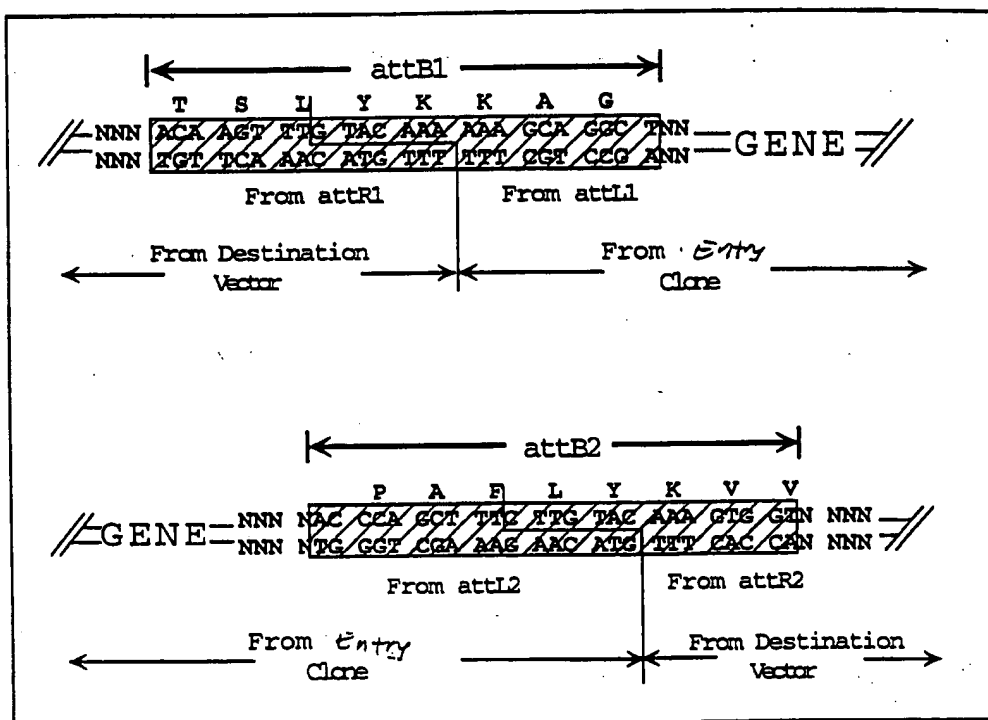 attB1
T S L Y K K A G
NNN ACA AGT TTG TAC AAA AAA GCA GGC TNN GENE
NNN TGT TCA AAC ATG TTT TTT CGT CCG ANN
From attR1 From attL1
From Destination From Entry
Vector Clone
attB2
P A F L Y K V V
GENE NNN NAC CCA GCT TTC TTG TAC AAA GTG GTN NNN
NNN NTG GGT CGA AAG AAC ATG TTT CAC CAN NNN
From attL2 From attR2
From Entry From Destination
Clone Vector